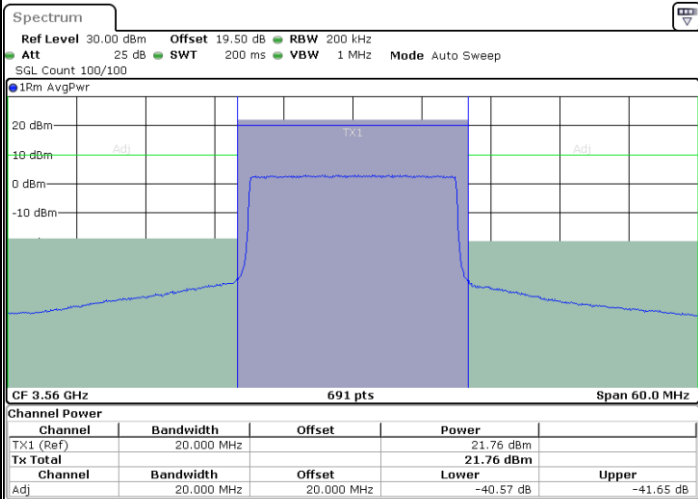 Spectrum
Ref Level 30.00 dBm Offset 19.50 dB RBW 200 kHz
Att 25 dB SWT 200 ms VBW 1 MHz Mode Auto Sweep
SGL Count 100/100
1Rm AvgPwr
20 dBm
TX1
Adj
Adj
10 dBm
0 dBm
-10 dBm
CF 3.56 GHz 691 pts Span 60.0 MHz
Channel Power
Channel Bandwidth Offset Power
TX1 (Ref) 20.000 MHz 21.76 dBm
Tx Total 21.76 dBm
Channel Bandwidth Offset Lower Upper
Adj 20.000 MHz 20.000 MHz -40.57 dB -41.65 dB